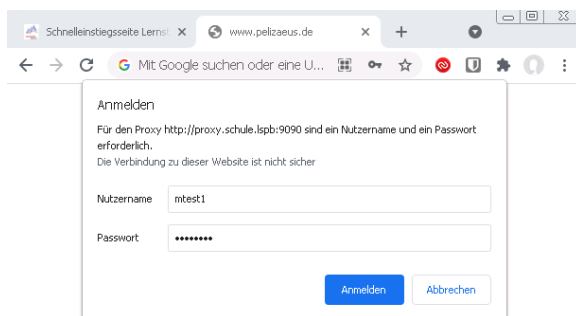 Schnelleinstiegsseite Lernst
www.pelizaeus.de
Mit Google suchen oder eine U...
Anmelden
Für den Proxy http://proxy.schule.lspb:9090 sind ein Nutzername und ein Passwort
erforderlich.
Die Verbindung zu dieser Website ist nicht sicher
Nutzername mtest1
Passwort ••••••••
Anmelden Abbrechen